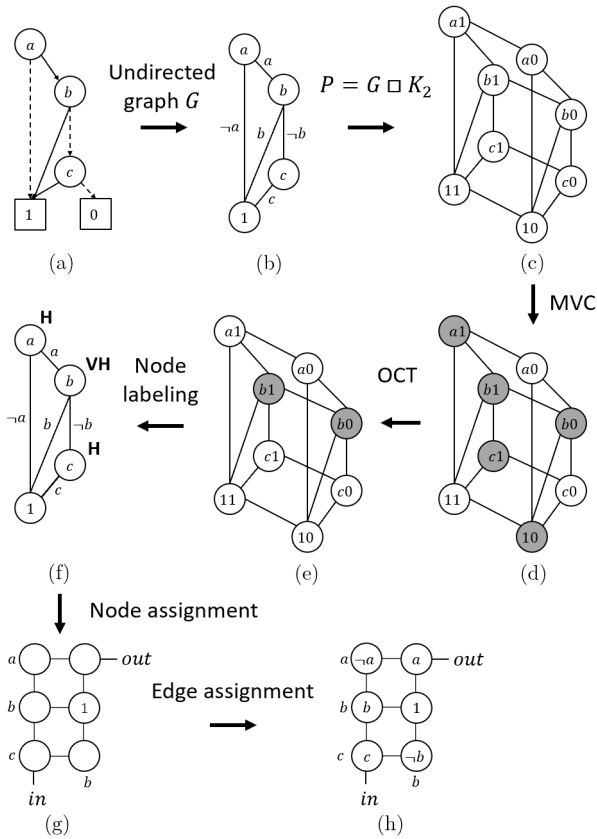 a
b
c
1
0
(a)
Undirected
graph G
a
a
b
¬a
b
¬b
c
c
1
(b)
P = G □ K₂
a1
a0
b1
b0
c1
c0
11
10
(c)
MVC
a1
a0
b1
b0
c1
c0
11
10
(d)
OCT
a1
a0
b1
b0
c1
c0
11
10
(e)
Node
labeling
H
a
a
VH
b
¬a
b
¬b
H
c
c
1
(f)
Node assignment
a
out
b
1
c
b
in
(g)
Edge assignment
a ¬a a out
b b 1
c c ¬b
b
in
(h)